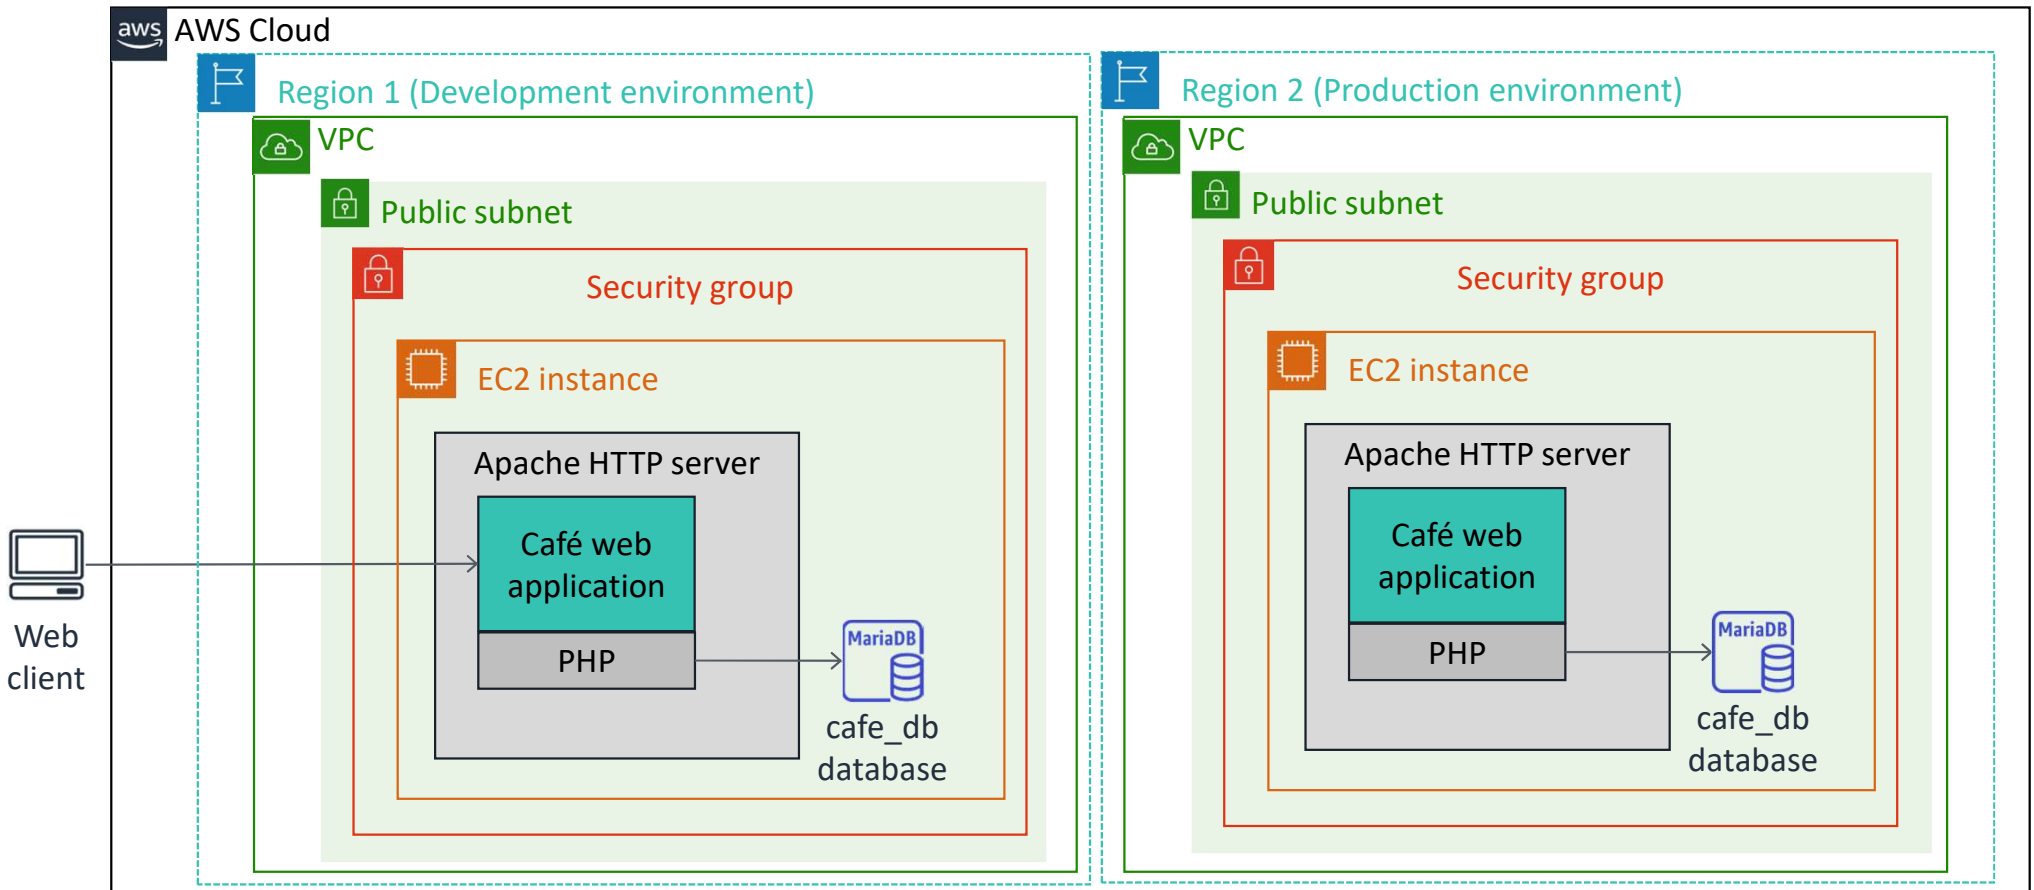 aws AWS Cloud
Region 1 (Development environment)
VPC
Public subnet
Security group
EC2 instance
Apache HTTP server
Café web
application
PHP
MariaDB
cafe_db
database
Web
client
Region 2 (Production environment)
VPC
Public subnet
Security group
EC2 instance
Apache HTTP server
Café web
application
PHP
MariaDB
cafe_db
database